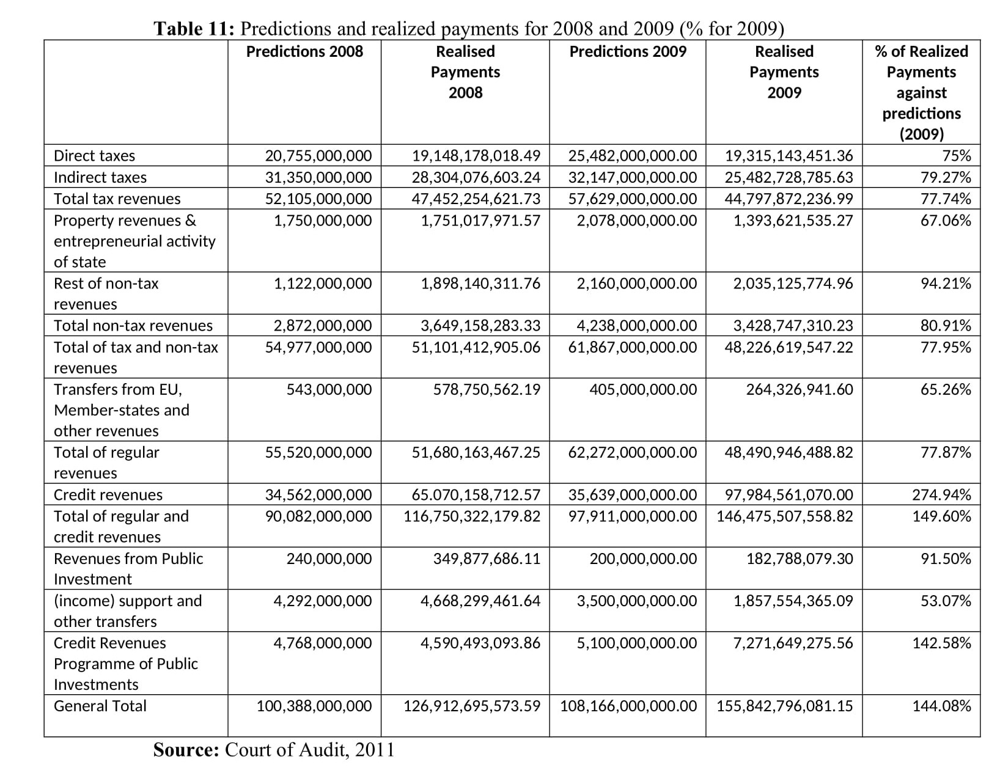 Table 11: Predictions and realized payments for 2008 and 2009 (% for 2009)
Predictions 2008 Realised Predictions 2009 Realised % of Realized
Payments Payments Payments
2008 2009 against
predictions
(2009)
Direct taxes 20,755,000,000 19,148,178,018.49 25,482,000,000.00 19,315,143,451.36 75%
Indirect taxes 31,350,000,000 28,304,076,603.24 32,147,000,000.00 25,482,728,785.63 79.27%
Total tax revenues 52,105,000,000 47,452,254,621.73 57,629,000,000.00 44,797,872,236.99 77.74%
Property revenues & 1,750,000,000 1,751,017,971.57 2,078,000,000.00 1,393,621,535.27 67.06%
entrepreneurial activity
of state
Rest of non-tax 1,122,000,000 1,898,140,311.76 2,160,000,000.00 2,035,125,774.96 94.21%
revenues
Total non-tax revenues 2,872,000,000 3,649,158,283.33 4,238,000,000.00 3,428,747,310.23 80.91%
Total of tax and non-tax 54,977,000,000 51,101,412,905.06 61,867,000,000.00 48,226,619,547.22 77.95%
revenues
Transfers from EU, 543,000,000 578,750,562.19 405,000,000.00 264,326,941.60 65.26%
Member-states and
other revenues
Total of regular 55,520,000,000 51,680,163,467.25 62,272,000,000.00 48,490,946,488.82 77.87%
revenues
Credit revenues 34,562,000,000 65.070,158,712.57 35,639,000,000.00 97,984,561,070.00 274.94%
Total of regular and 90,082,000,000 116,750,322,179.82 97,911,000,000.00 146,475,507,558.82 149.60%
credit revenues
Revenues from Public 240,000,000 349,877,686.11 200,000,000.00 182,788,079.30 91.50%
Investment
(income) support and 4,292,000,000 4,668,299,461.64 3,500,000,000.00 1,857,554,365.09 53.07%
other transfers
Credit Revenues 4,768,000,000 4,590,493,093.86 5,100,000,000.00 7,271,649,275.56 142.58%
Programme of Public
Investments
General Total 100,388,000,000 126,912,695,573.59 108,166,000,000.00 155,842,796,081.15 144.08%
Source: Court of Audit, 2011